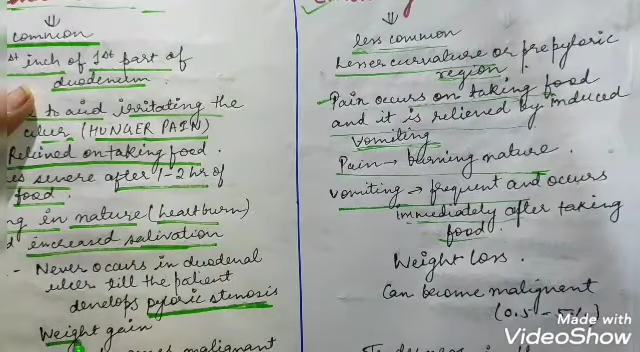 common
1st inch of 1st part of
duodenum
to acid irritating the
ulcer (HUNGER PAIN)
Relieved on taking food.
severe after 1-2 hr of
food.
in nature (heartburn)
increased salivation
- Never occurs in duodenal
ulcer till the patient
develops pyloric stenosis
Weight gain
malignant
less common
Lesser curvature or prepyloric
region
Pain occurs on taking food
and it is relieved by induced
vomiting
Pain → burning nature.
vomiting → frequent and occurs
immediately after taking
food.
Weight loss.
Can become malignant
(0.5 - 5%)
Made with
VideoShow